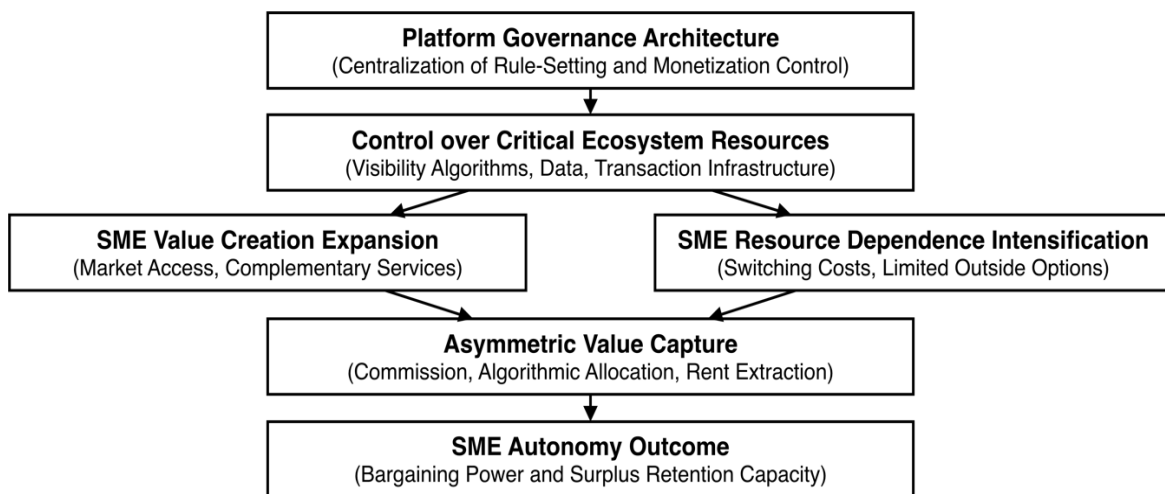 Platform Governance Architecture
(Centralization of Rule-Setting and Monetization Control)
Control over Critical Ecosystem Resources
(Visibility Algorithms, Data, Transaction Infrastructure)
SME Value Creation Expansion
(Market Access, Complementary Services)
SME Resource Dependence Intensification
(Switching Costs, Limited Outside Options)
Asymmetric Value Capture
(Commission, Algorithmic Allocation, Rent Extraction)
SME Autonomy Outcome
(Bargaining Power and Surplus Retention Capacity)